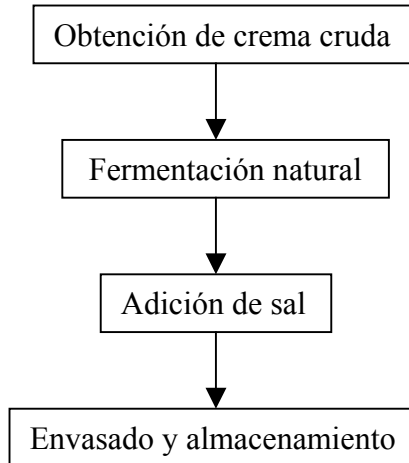 Obtención de crema cruda
Fermentación natural
Adición de sal
Envasado y almacenamiento